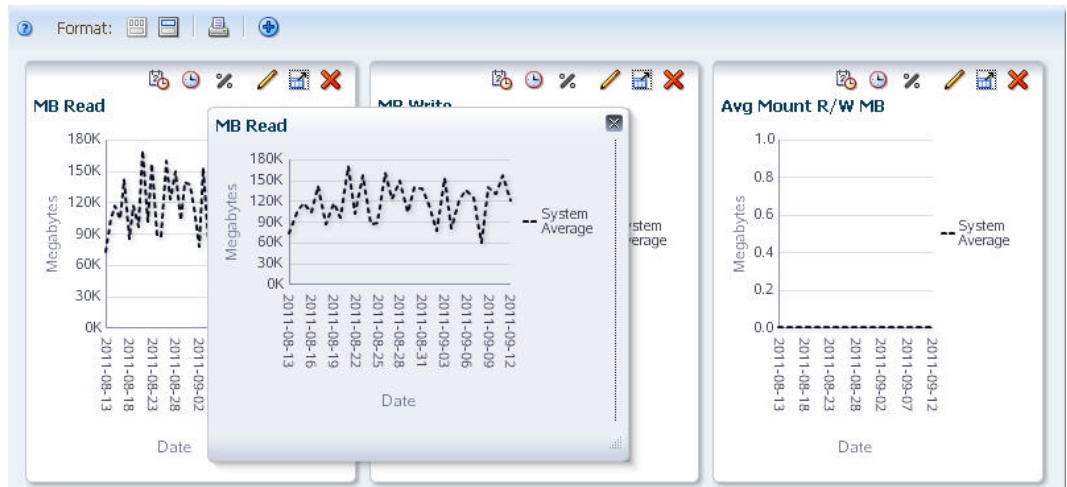 Format:
MB Read
180K
150K
120K
90K
60K
30K
0K
Megabytes
2011-08-13
2011-08-18
2011-08-23
2011-08-28
2011-09-02
Date
MB Read
180K
150K
120K
90K
60K
30K
0K
Megabytes
System
Average
2011-08-13
2011-08-16
2011-08-19
2011-08-22
2011-08-25
2011-08-28
2011-08-31
2011-09-03
2011-09-06
2011-09-09
2011-09-12
Date
MB Write
Avg Mount R/W MB
1.0
0.8
0.6
0.4
0.2
0.0
Megabytes
System
Average
2011-08-13
2011-08-18
2011-08-23
2011-08-28
2011-09-02
2011-09-07
2011-09-12
Date